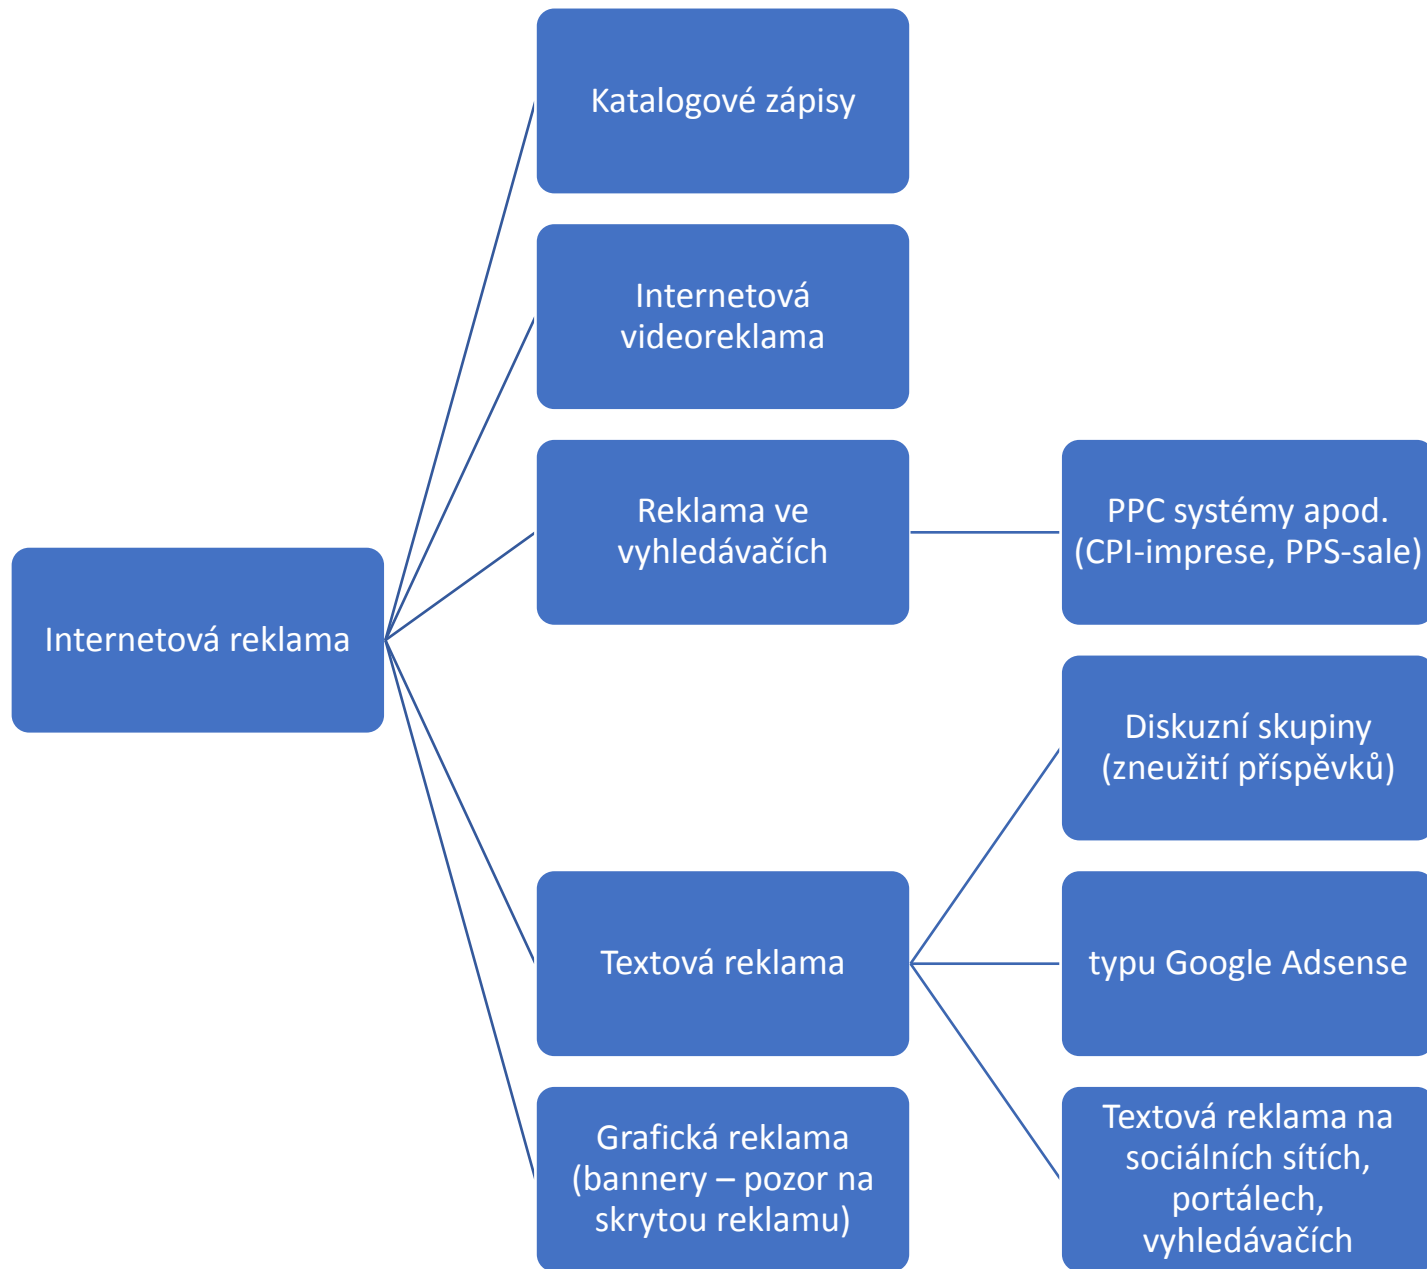 Katalogové zápisy
Internetová
videoreklama
Reklama ve
vyhledávačích
PPC systémy apod.
(CPI-imprese, PPS-sale)
Internetová reklama
Diskuzní skupiny
(zneužití příspěvků)
Textová reklama
typu Google Adsense
Grafická reklama
(bannery – pozor na
skrytou reklamu)
Textová reklama na
sociálních sítích,
portálech,
vyhledávačích